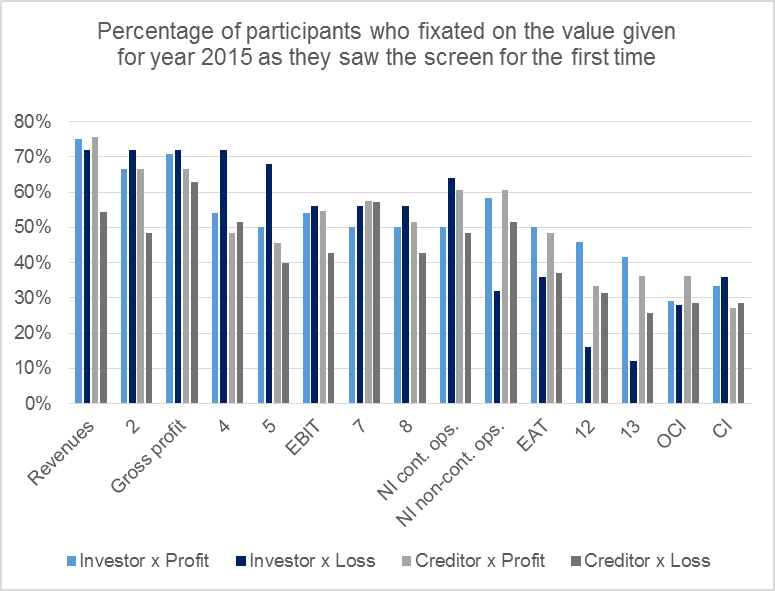 Percentage of participants who fixated on the value given
for year 2015 as they saw the screen for the first time
80%
70%
60%
50%
40%
30%
20%
10%
0%
Revenues
2
Gross profit
4
5
EBIT
7
8
NI cont. ops.
NI non-cont. ops.
EAT
12
13
OCI
CI
Investor x Profit
Investor x Loss
Creditor x Profit
Creditor x Loss